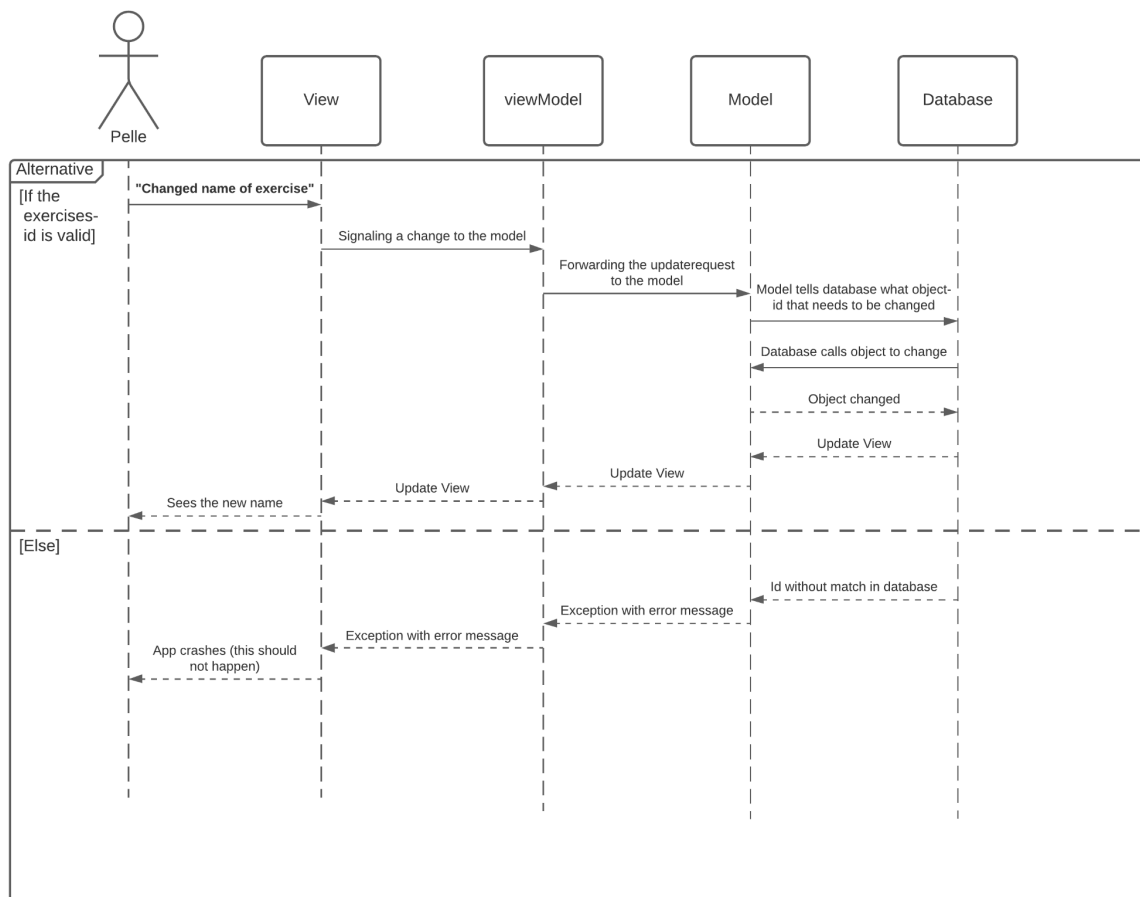 Pelle
View
viewModel
Model
Database
Alternative
[If the
exercises-
id is valid]
"Changed name of exercise"
Signaling a change to the model
Forwarding the updaterequest
to the model
Model tells database what object-
id that needs to be changed
Database calls object to change
Object changed
Update View
Update View
Update View
Sees the new name
[Else]
Id without match in database
Exception with error message
Exception with error message
App crashes (this should
not happen)